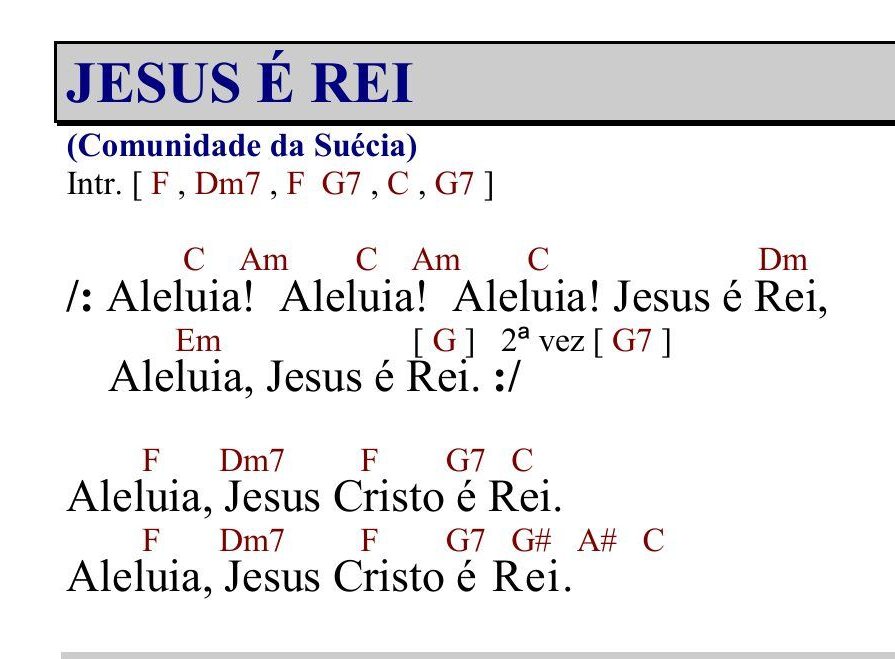 JESUS É REI
(Comunidade da Suécia)
Intr. [ F , Dm7 , F G7 , C , G7 ]
C Am C Am C Dm
/: Aleluia! Aleluia! Aleluia! Jesus é Rei,
Em [ G ] 2ª vez [ G7 ]
Aleluia, Jesus é Rei. :/
F Dm7 F G7 C
Aleluia, Jesus Cristo é Rei.
F Dm7 F G7 G# A# C
Aleluia, Jesus Cristo é Rei.